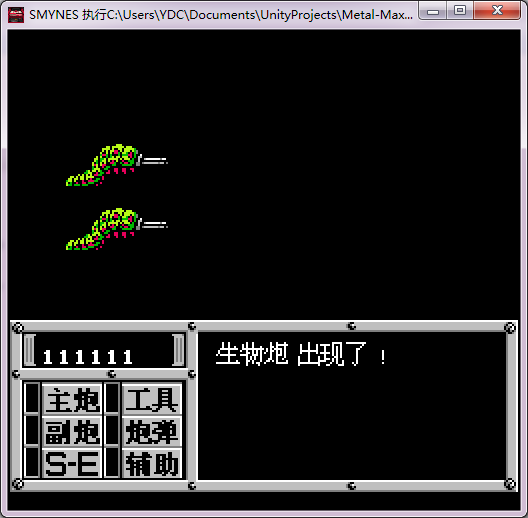 SMYNES 执行C:\Users\YDC\Documents\UnityProjects\Metal-Max...
111111
生物炮 出现了 !
主炮 工具
副炮 炮弹
S-E 辅助